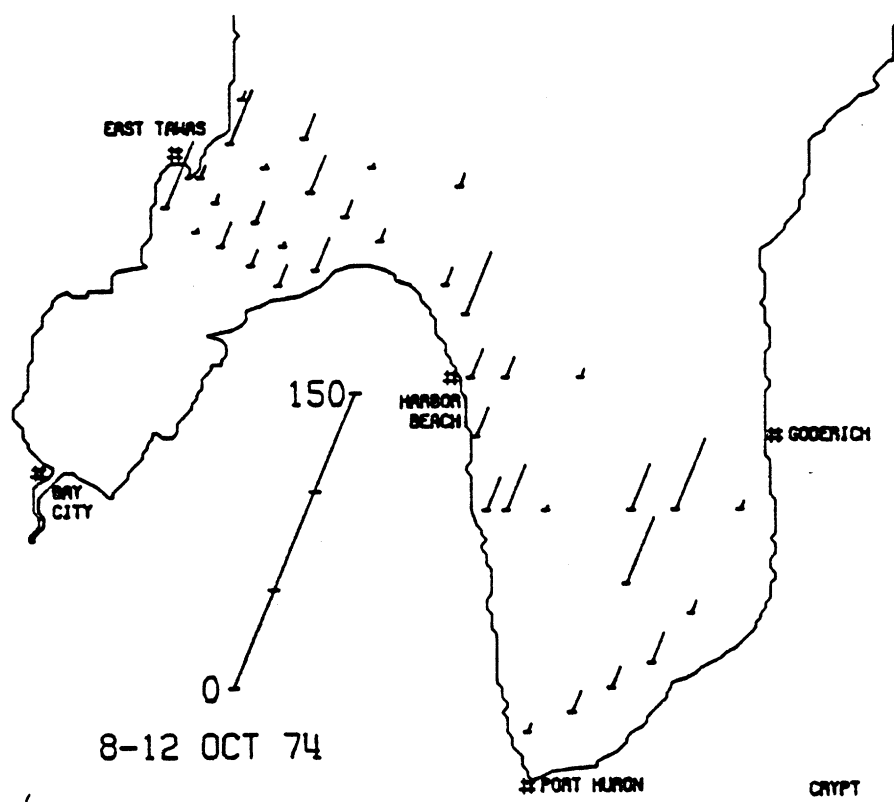 EAST TAWAS
150
HARBOR
BEACH
# GODERICH
BAY
CITY
0
8-12 OCT 74
# PORT HURON
CRYPT